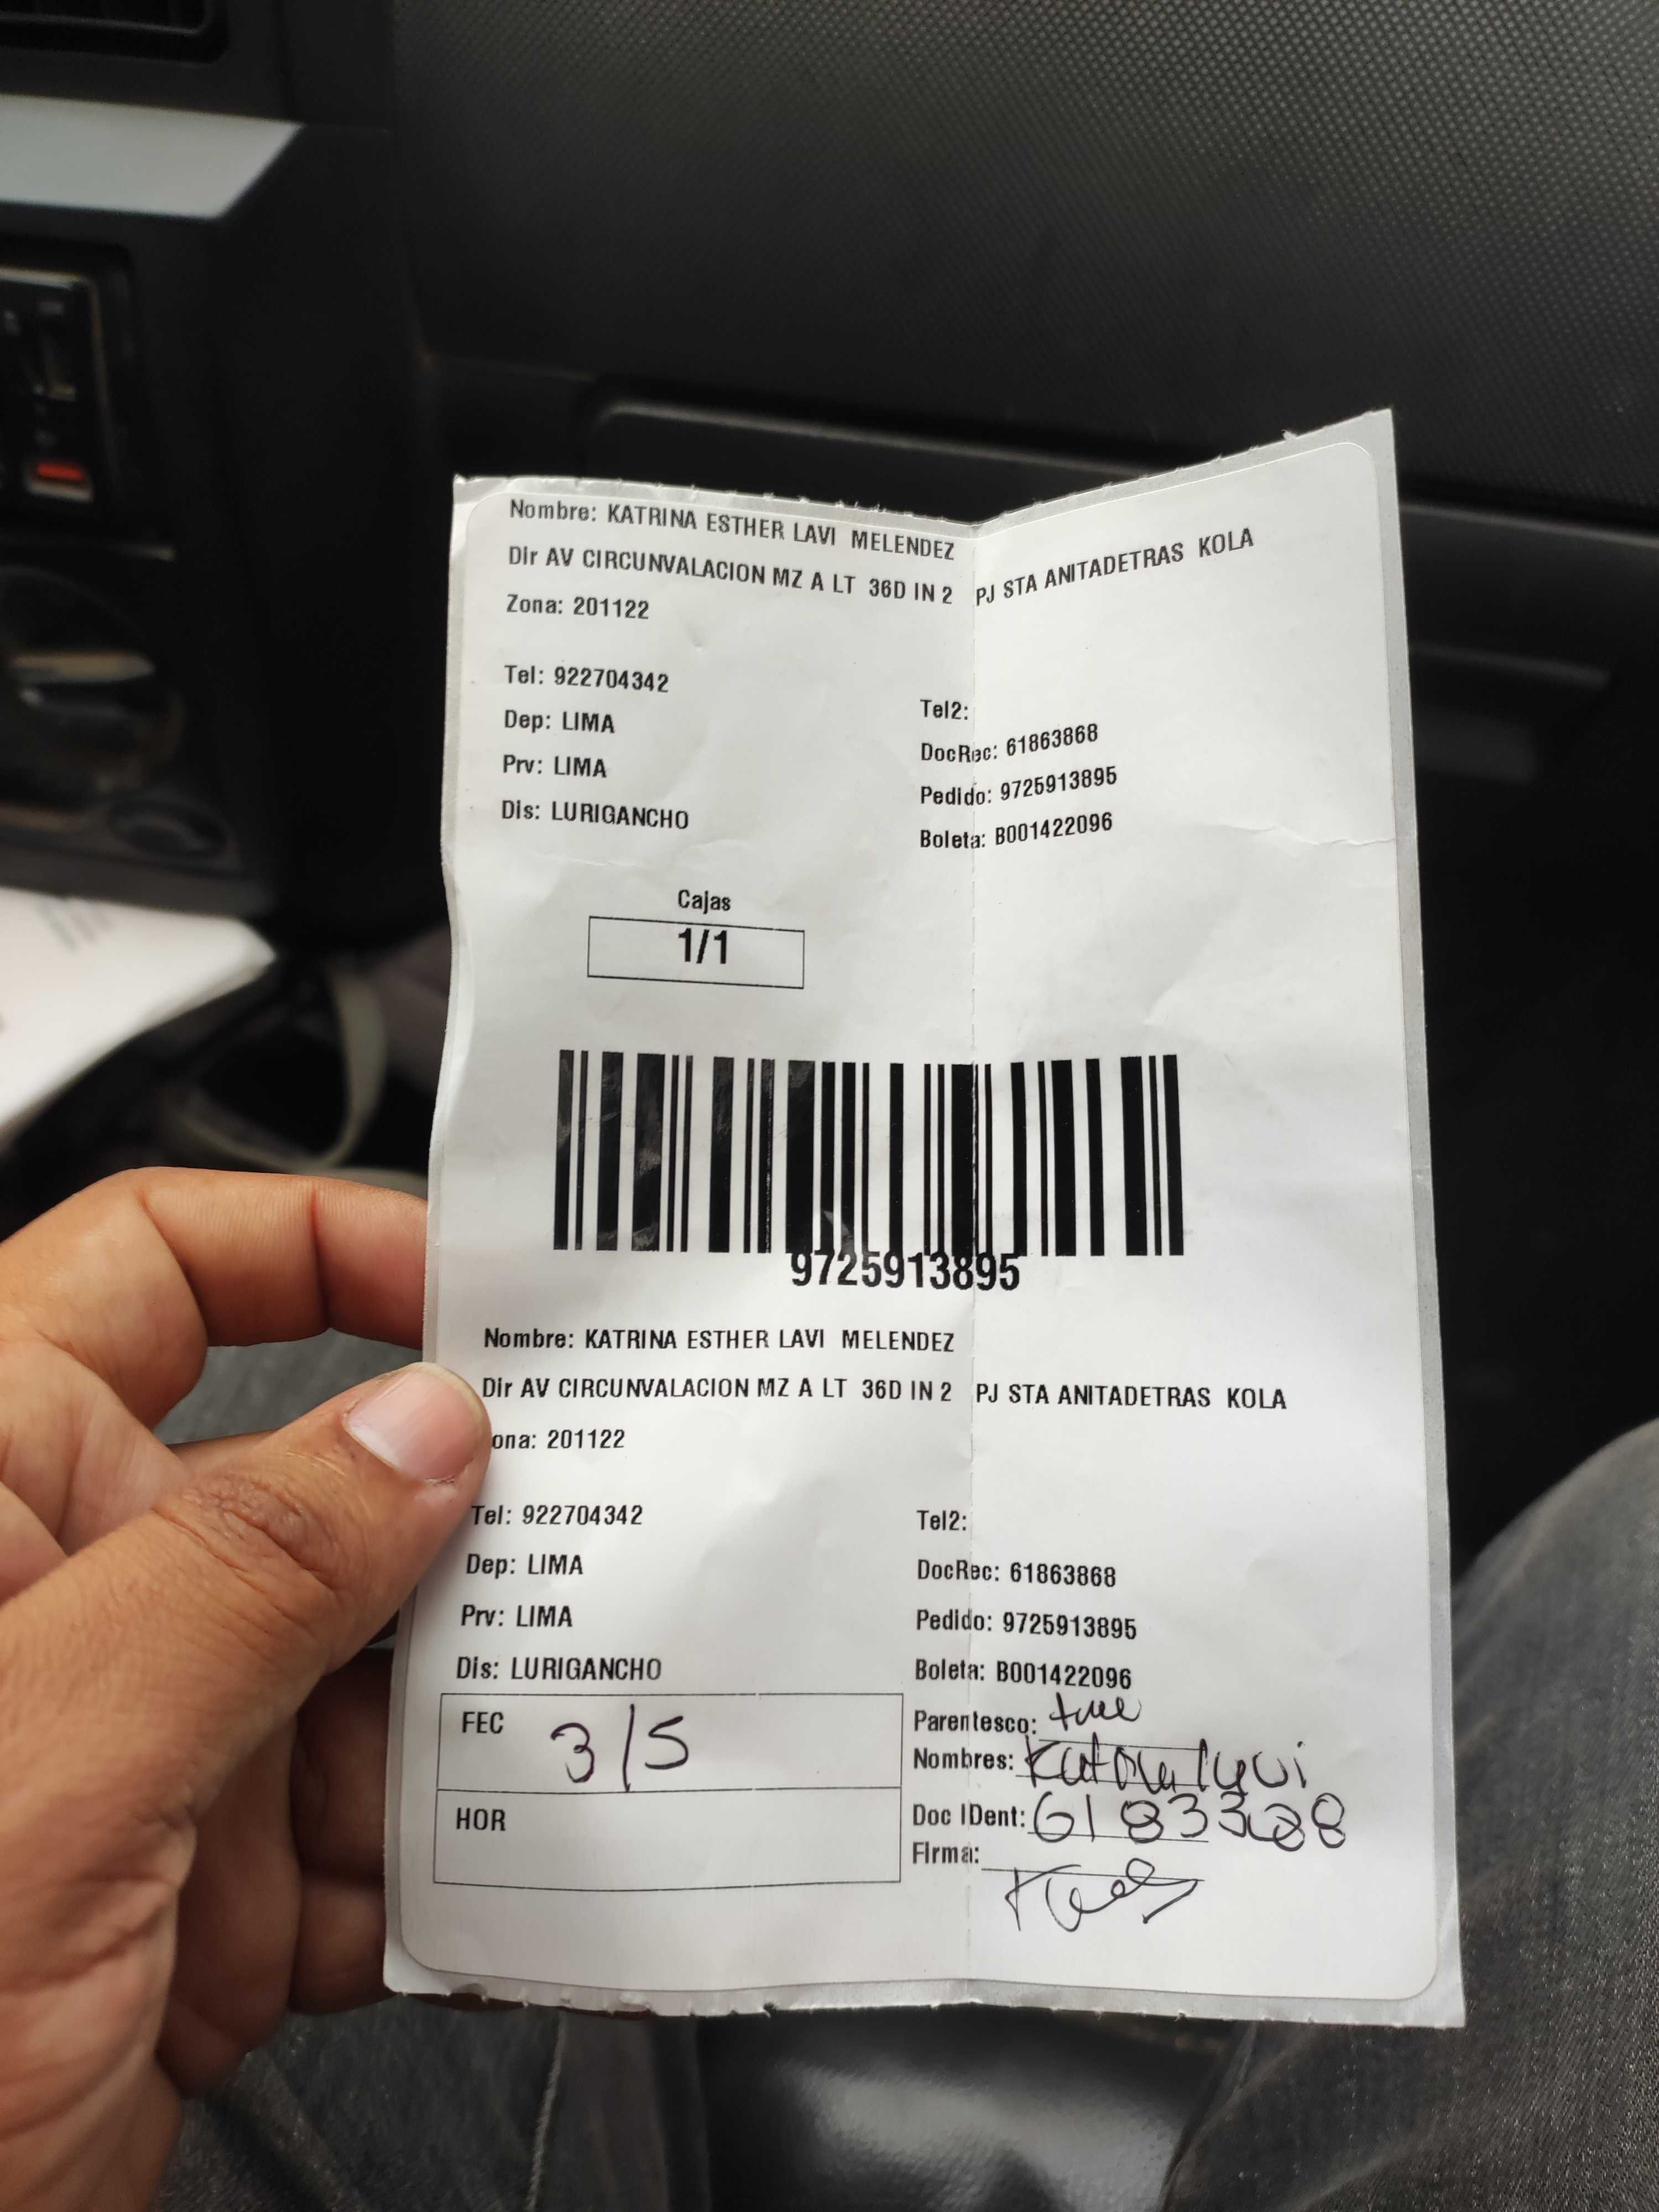 Nombre: KATRINA ESTHER LAVI MELENDEZ
Dir AV CIRCUNVALACION MZ A LT 36D IN 2 PJ STA ANITADETRAS KOLA
Zona: 201122
Tel: 922704342 Tel2:
Dep: LIMA DocRec: 61863868
Prv: LIMA Pedido: 9725913895
Dis: LURIGANCHO Boleta: B001422096
Cajas
1/1
9725913895
Nombre: KATRINA ESTHER LAVI MELENDEZ
Dir AV CIRCUNVALACION MZ A LT 36D IN 2 PJ STA ANITADETRAS KOLA
ona: 201122
Tel: 922704342 Tel2:
Dep: LIMA DocRec: 61863868
Prv: LIMA Pedido: 9725913895
Dis: LURIGANCHO Boleta: B001422096
FEC 3/5 Parentesco:
Nombres:
HOR Doc IDent:
FIrma: